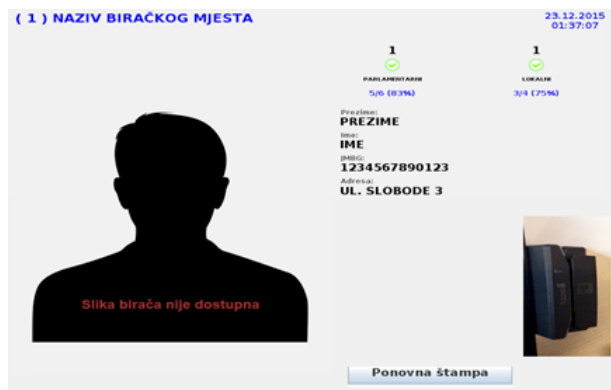 ( 1 ) NAZIV BIRAČKOG MJESTA
23.12.2015
01:37:07
1
PARLAMENTARNI
5/6 (83%)
1
LOKALNI
3/4 (75%)
Prezime:
PREZIME
Ime:
IME
JMBG:
1234567890123
Adresa:
UL. SLOBODE 3
Slika birača nije dostupna
Ponovna štampa